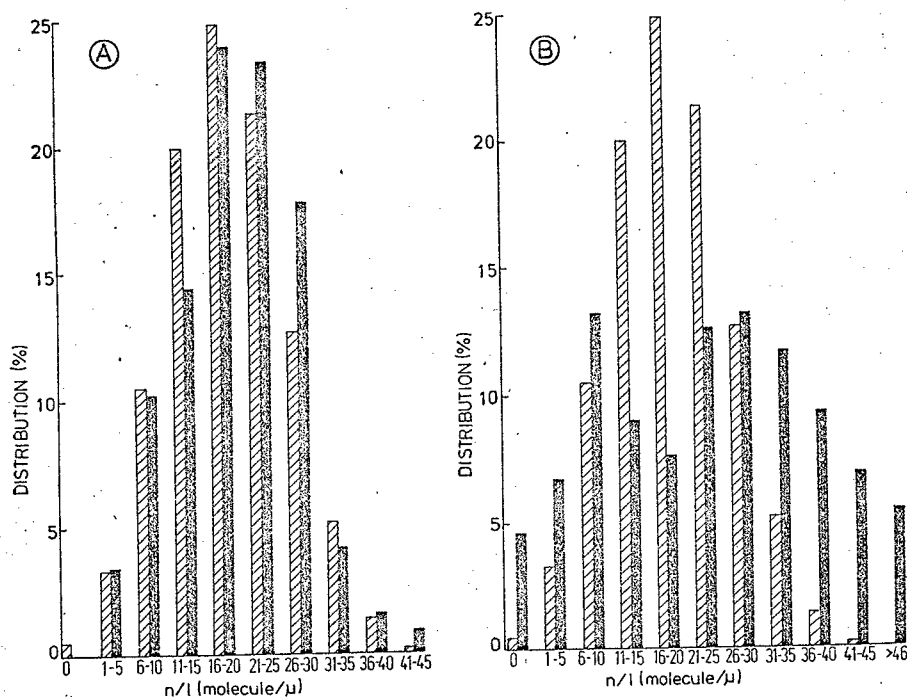 A
DISTRIBUTION (%)
25
20
15
10
5
0
0 1-5 6-10 11-15 16-20 21-25 26-30 31-35 36-40 41-45
n/l (molecule/μ)
B
DISTRIBUTION (%)
25
20
15
10
5
0
0 1-5 6-10 11-15 16-20 21-25 26-30 31-35 36-40 41-45 >46
n/l (molecule/μ)